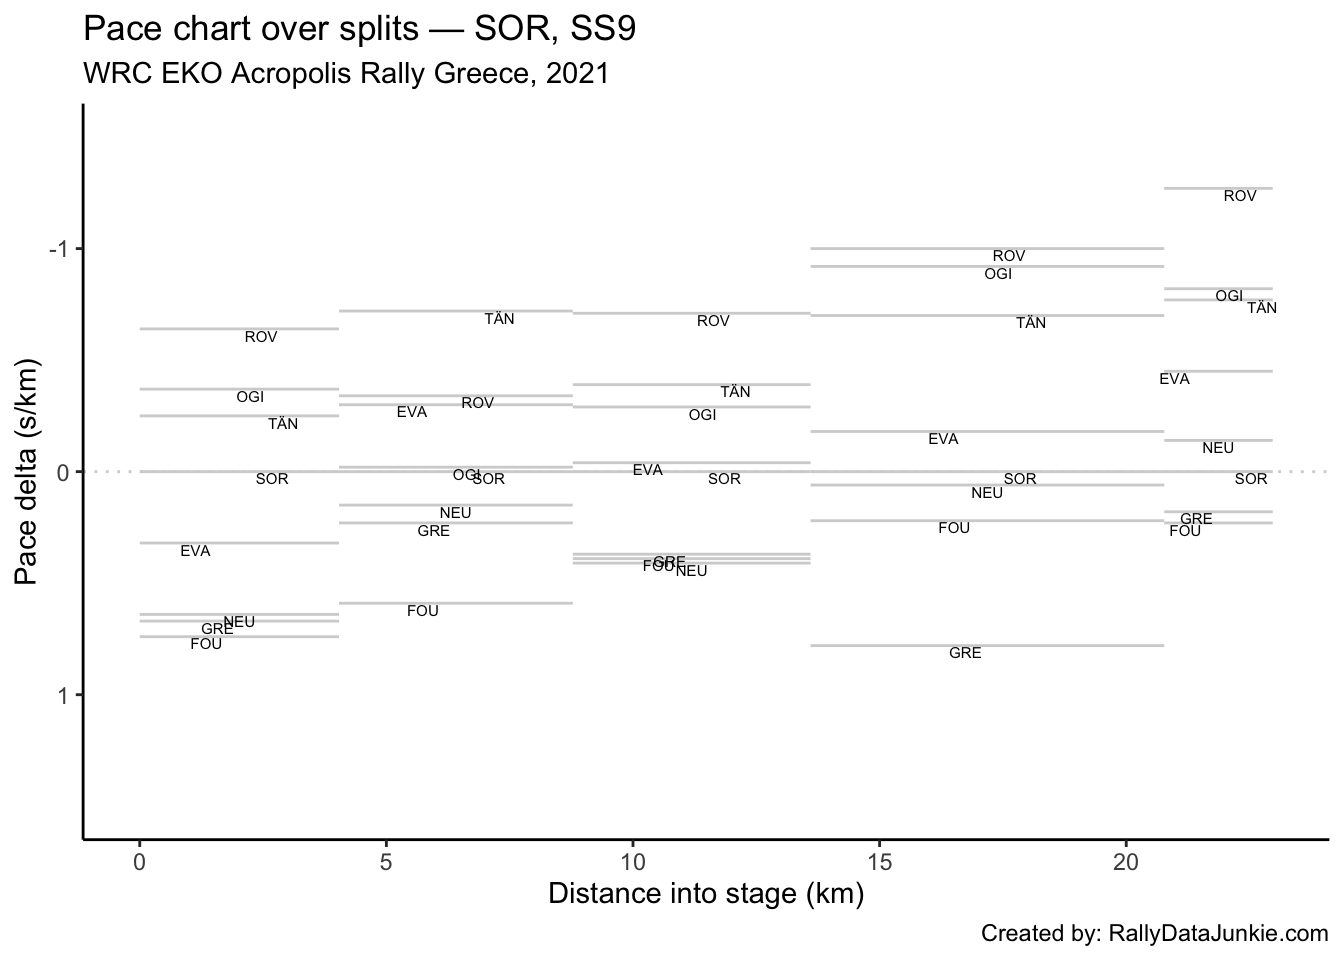 Pace chart over splits — SOR, SS9
WRC EKO Acropolis Rally Greece, 2021
Pace delta (s/km)
-1
0
1
ROV
OGI
TÄN
SOR
EVA
NEU
GRE
FOU
TÄN
ROV
EVA
OGI
SOR
NEU
GRE
FOU
ROV
TÄN
OGI
EVA
SOR
GRE
FOU
NEU
ROV
OGI
TÄN
EVA
SOR
NEU
FOU
GRE
ROV
OGI
TÄN
EVA
NEU
SOR
GRE
FOU
0 5 10 15 20
Distance into stage (km)
Created by: RallyDataJunkie.com